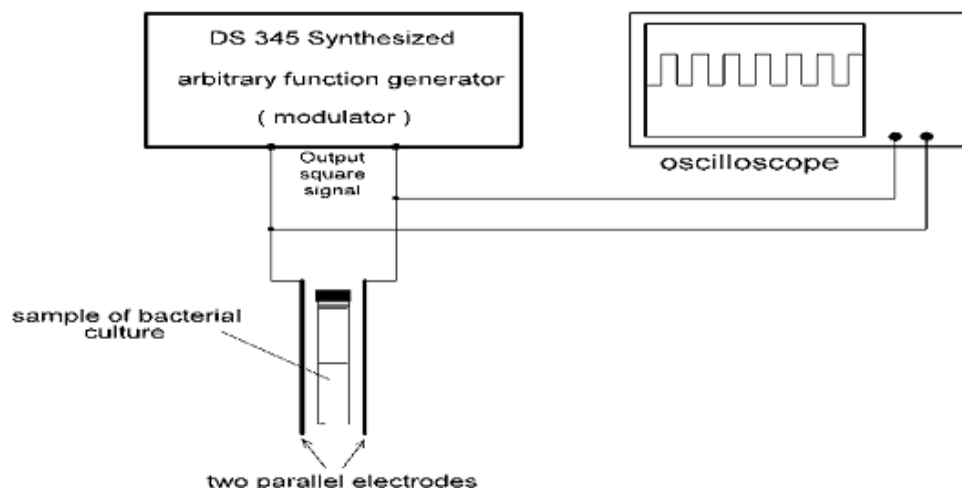 DS 345 Synthesized
arbitrary function generator
( modulator )
Output
square
signal
oscilloscope
sample of bacterial
culture
two parallel electrodes